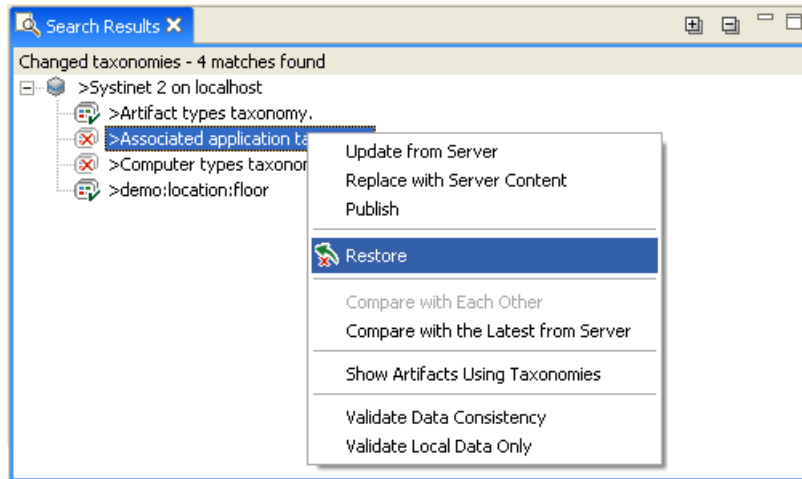 Search Results
Changed taxonomies - 4 matches found
>Systinet 2 on localhost
>Artifact types taxonomy.
>Associated application
>Computer types
>demo:location:floor
Update from Server
Replace with Server Content
Publish
Restore
Compare with Each Other
Compare with the Latest from Server
Show Artifacts Using Taxonomies
Validate Data Consistency
Validate Local Data Only